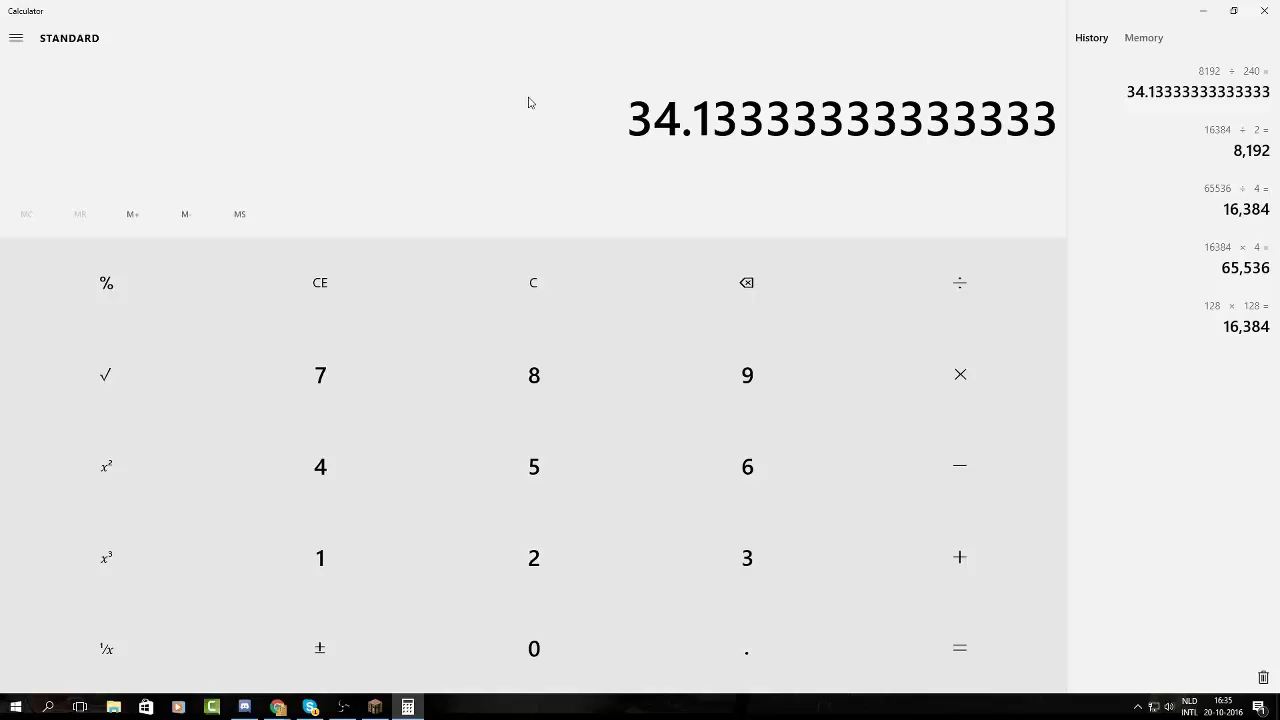 Calculator
STANDARD
34.13333333333333
MC MR M+ M- MS
% CE C ÷
√ 7 8 9 ×
x² 4 5 6 −
x³ 1 2 3 +
¹/x ± 0 . =
History Memory
8192 ÷ 240 =
34.13333333333333
16384 ÷ 2 =
8,192
65536 ÷ 4 =
16,384
16384 × 4 =
65,536
128 × 128 =
16,384
NLD 16:35
INTL 20-10-2016